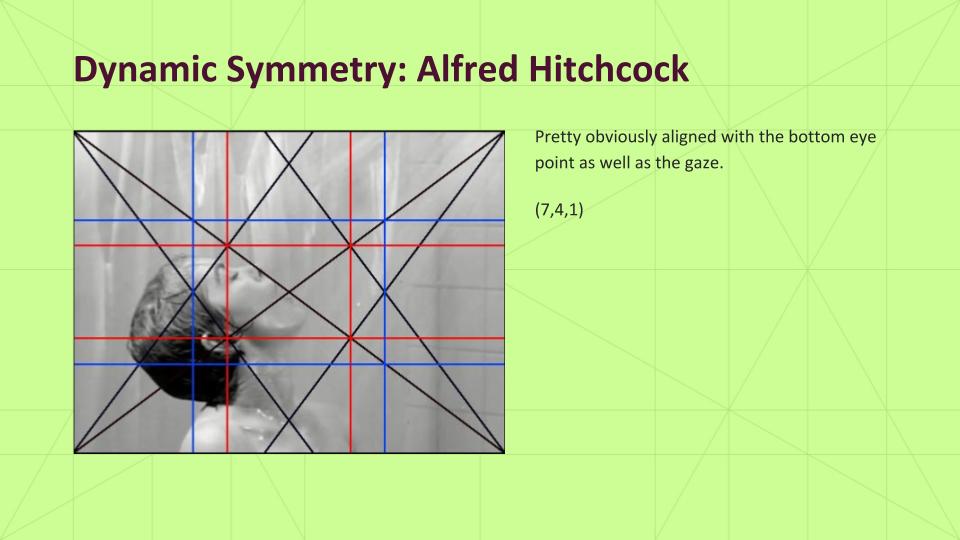 Dynamic Symmetry: Alfred Hitchcock
Pretty obviously aligned with the bottom eye
point as well as the gaze.
(7,4,1)